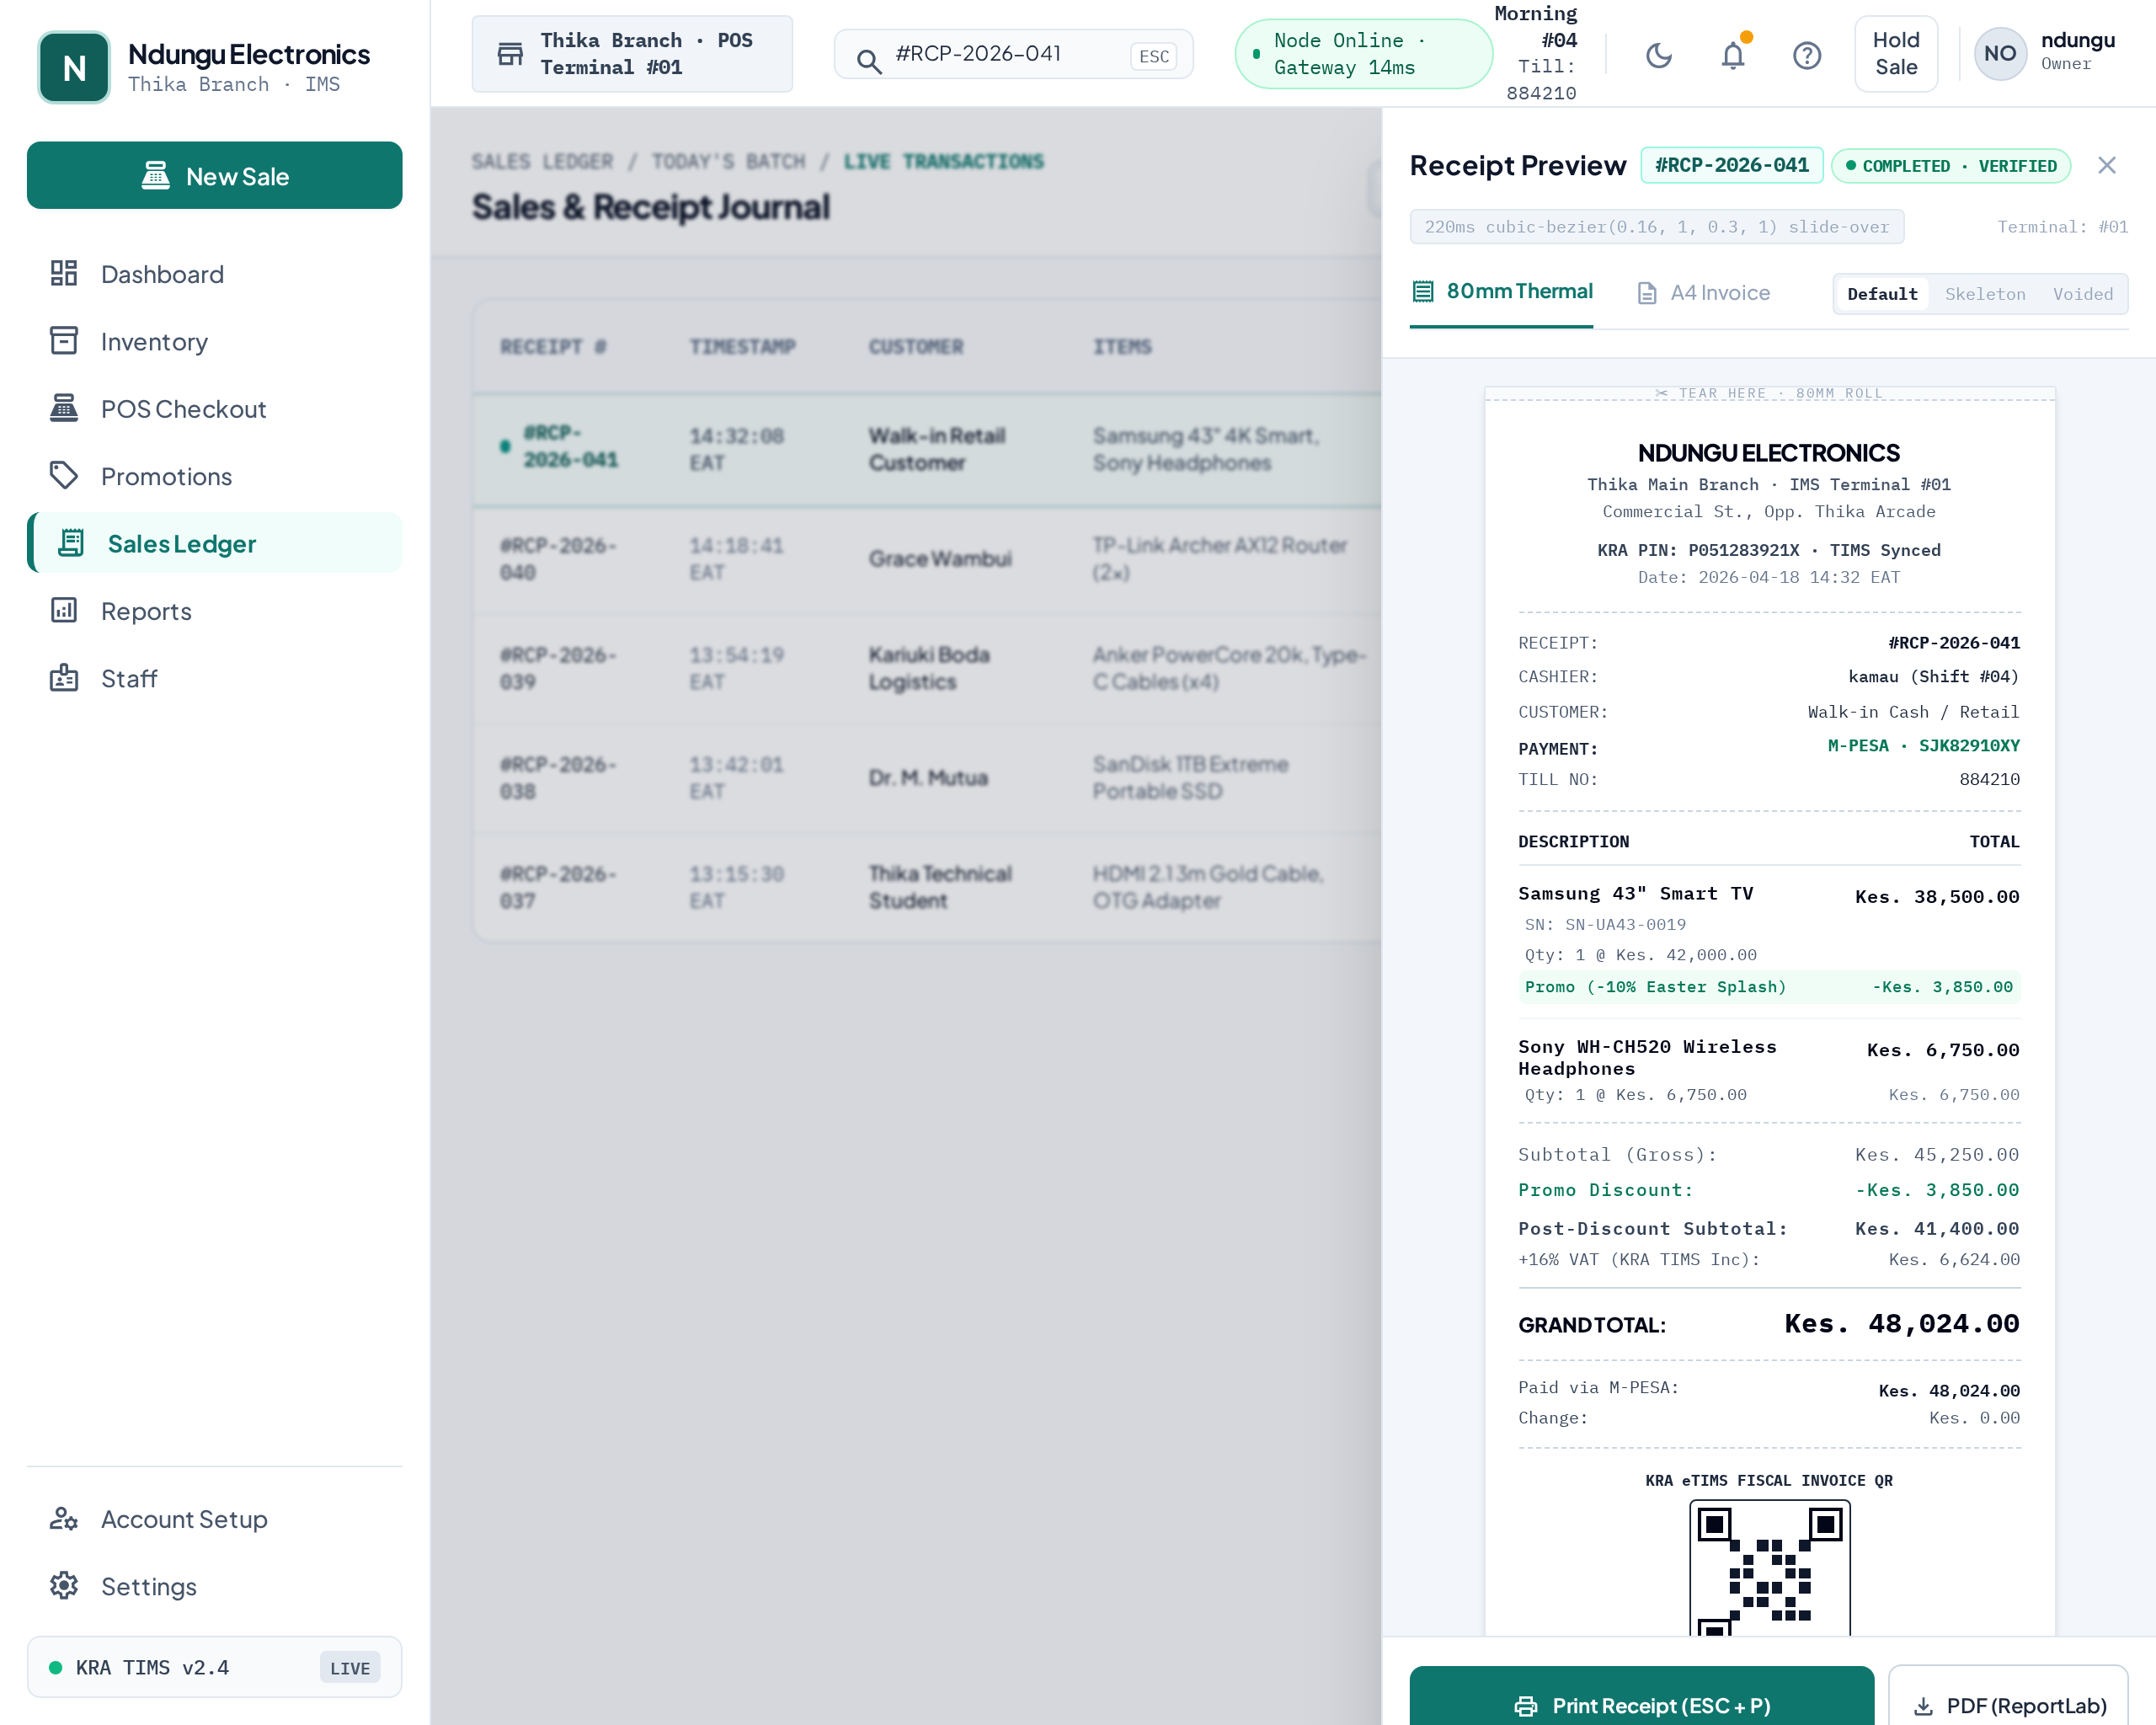 N
Ndungu Electronics
Thika Branch · IMS
New Sale
Dashboard
Inventory
POS Checkout
Promotions
Sales Ledger
Reports
Staff
Account Setup
Settings
KRA TIMS v2.4
LIVE
Thika Branch · POS
Terminal #01
#RCP-2026-041
ESC
Node Online ·
Gateway 14ms
Morning
#04
Till:
884210
Hold
Sale
NO
ndungu
Owner
SALES LEDGER / TODAY'S BATCH / LIVE TRANSACTIONS
Sales & Receipt Journal
RECEIPT # TIMESTAMP CUSTOMER ITEMS
#RCP-
2026-041
14:32:08
EAT
Walk-in Retail
Customer
Samsung 43" 4K Smart,
Sony Headphones
#RCP-2026-
040
14:18:41
EAT
Grace Wambui
TP-Link Archer AX12 Router
(2x)
#RCP-2026-
039
13:54:19
EAT
Kariuki Boda
Logistics
Anker PowerCore 20k, Type-
C Cables (x4)
#RCP-2026-
038
13:42:01
EAT
Dr. M. Mutua
SanDisk 1TB Extreme
Portable SSD
#RCP-2026-
037
13:15:30
EAT
Thika Technical
Student
HDMI 2.1 3m Gold Cable,
OTG Adapter
Receipt Preview
#RCP-2026-041
COMPLETED · VERIFIED
220ms cubic-bezier(0.16, 1, 0.3, 1) slide-over
Terminal: #01
80mm Thermal
A4 Invoice
Default Skeleton Voided
✂ TEAR HERE · 80MM ROLL
NDUNGU ELECTRONICS
Thika Main Branch · IMS Terminal #01
Commercial St., Opp. Thika Arcade
KRA PIN: P051283921X · TIMS Synced
Date: 2026-04-18 14:32 EAT
RECEIPT: #RCP-2026-041
CASHIER: kamau (Shift #04)
CUSTOMER: Walk-in Cash / Retail
PAYMENT: M-PESA · SJK82910XY
TILL NO: 884210
DESCRIPTION TOTAL
Samsung 43" Smart TV Kes. 38,500.00
SN: SN-UA43-0019
Qty: 1 @ Kes. 42,000.00
Promo (-10% Easter Splash) -Kes. 3,850.00
Sony WH-CH520 Wireless Kes. 6,750.00
Headphones
Qty: 1 @ Kes. 6,750.00 Kes. 6,750.00
Subtotal (Gross): Kes. 45,250.00
Promo Discount: -Kes. 3,850.00
Post-Discount Subtotal: Kes. 41,400.00
+16% VAT (KRA TIMS Inc): Kes. 6,624.00
GRAND TOTAL: Kes. 48,024.00
Paid via M-PESA: Kes. 48,024.00
Change: Kes. 0.00
KRA eTIMS FISCAL INVOICE QR
Print Receipt (ESC + P)
PDF (ReportLab)